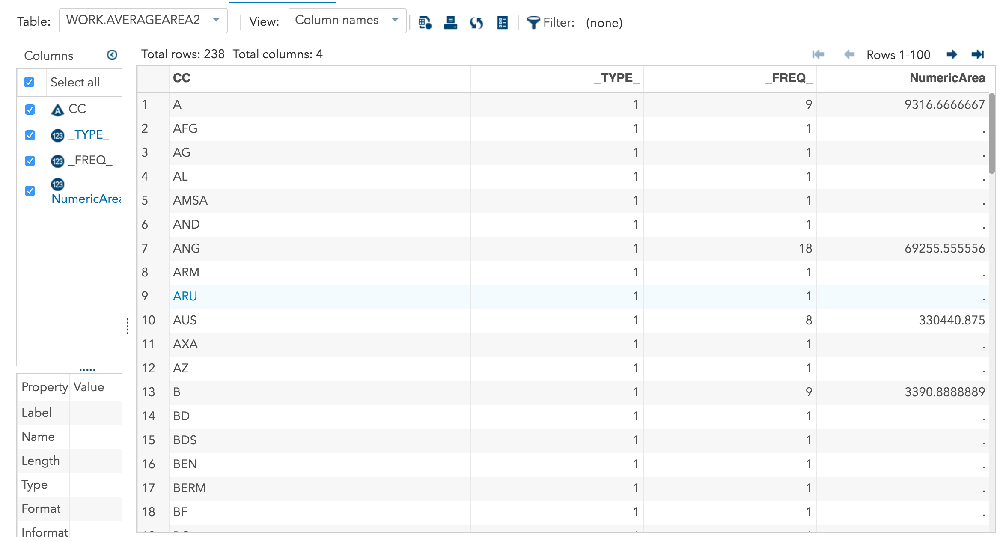 Table: WORK.AVERAGEAREA2 View: Column names Filter: (none)
Columns Total rows: 238 Total columns: 4 Rows 1-100
Select all
CC
_TYPE_
_FREQ_
NumericArea
Property Value
Label
Name
Length
Type
Format
Informat
CC _TYPE_ _FREQ_ NumericArea
1 A 1 9 9316.6666667
2 AFG 1 1 .
3 AG 1 1 .
4 AL 1 1 .
5 AMSA 1 1 .
6 AND 1 1 .
7 ANG 1 18 69255.555556
8 ARM 1 1 .
9 ARU 1 1 .
10 AUS 1 8 330440.875
11 AXA 1 1 .
12 AZ 1 1 .
13 B 1 9 3390.8888889
14 BD 1 1 .
15 BDS 1 1 .
16 BEN 1 1 .
17 BERM 1 1 .
18 BF 1 1 .